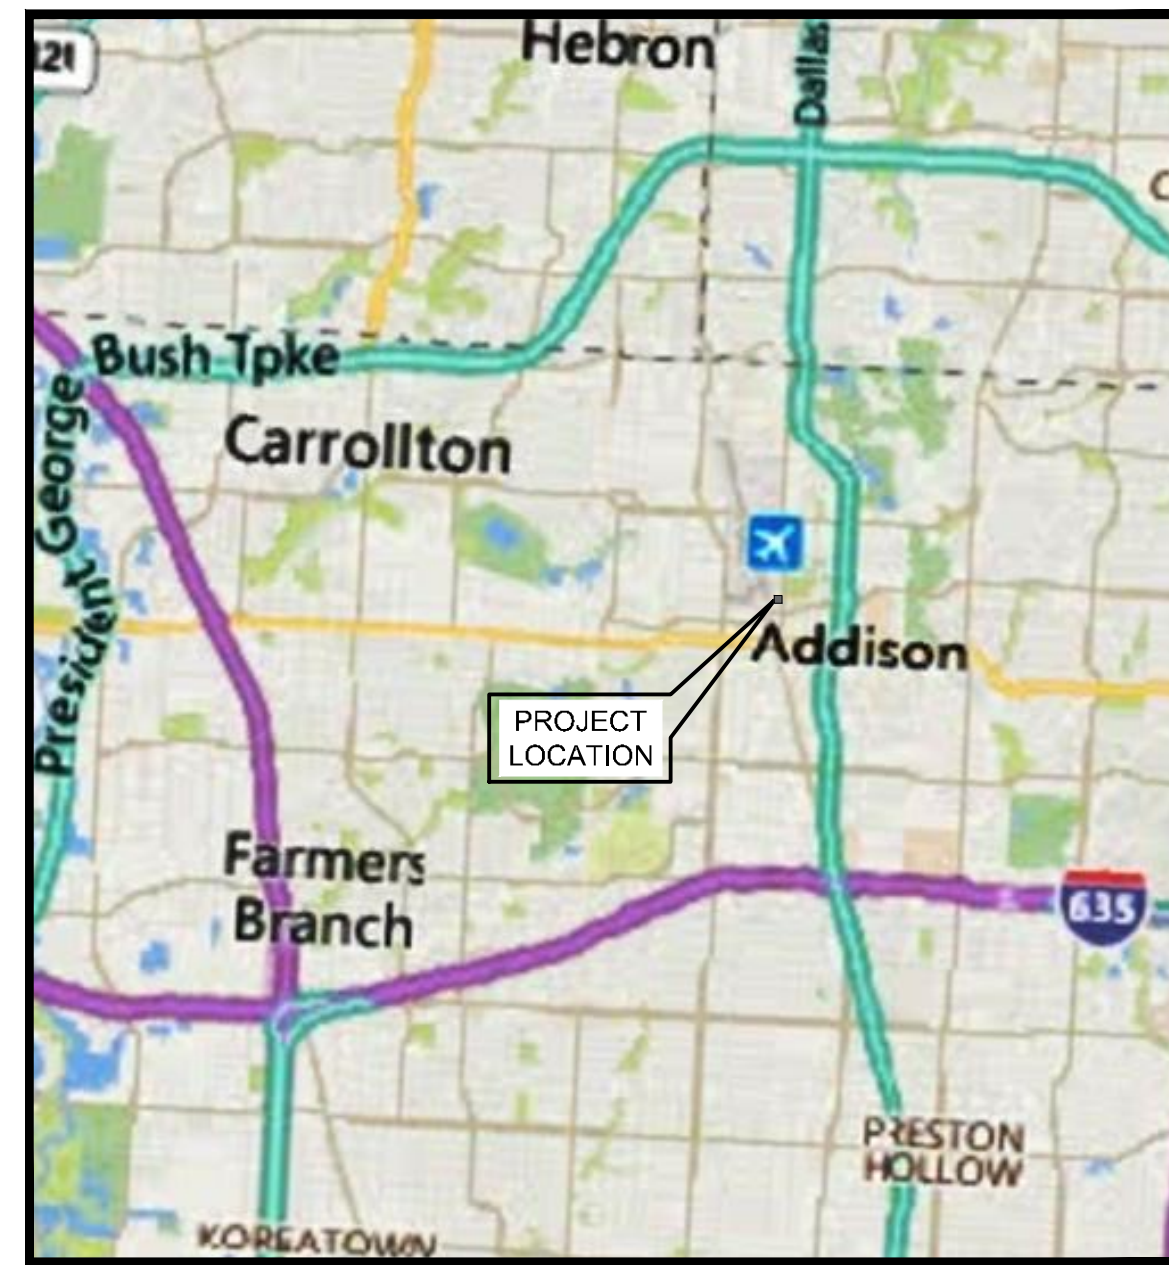 121
Hebron
Dallas
Bush Tpke
Carrollton
President George
Addison
PROJECT
LOCATION
Farmers
Branch
635
PRESTON
HOLLOW
KOREATOWN